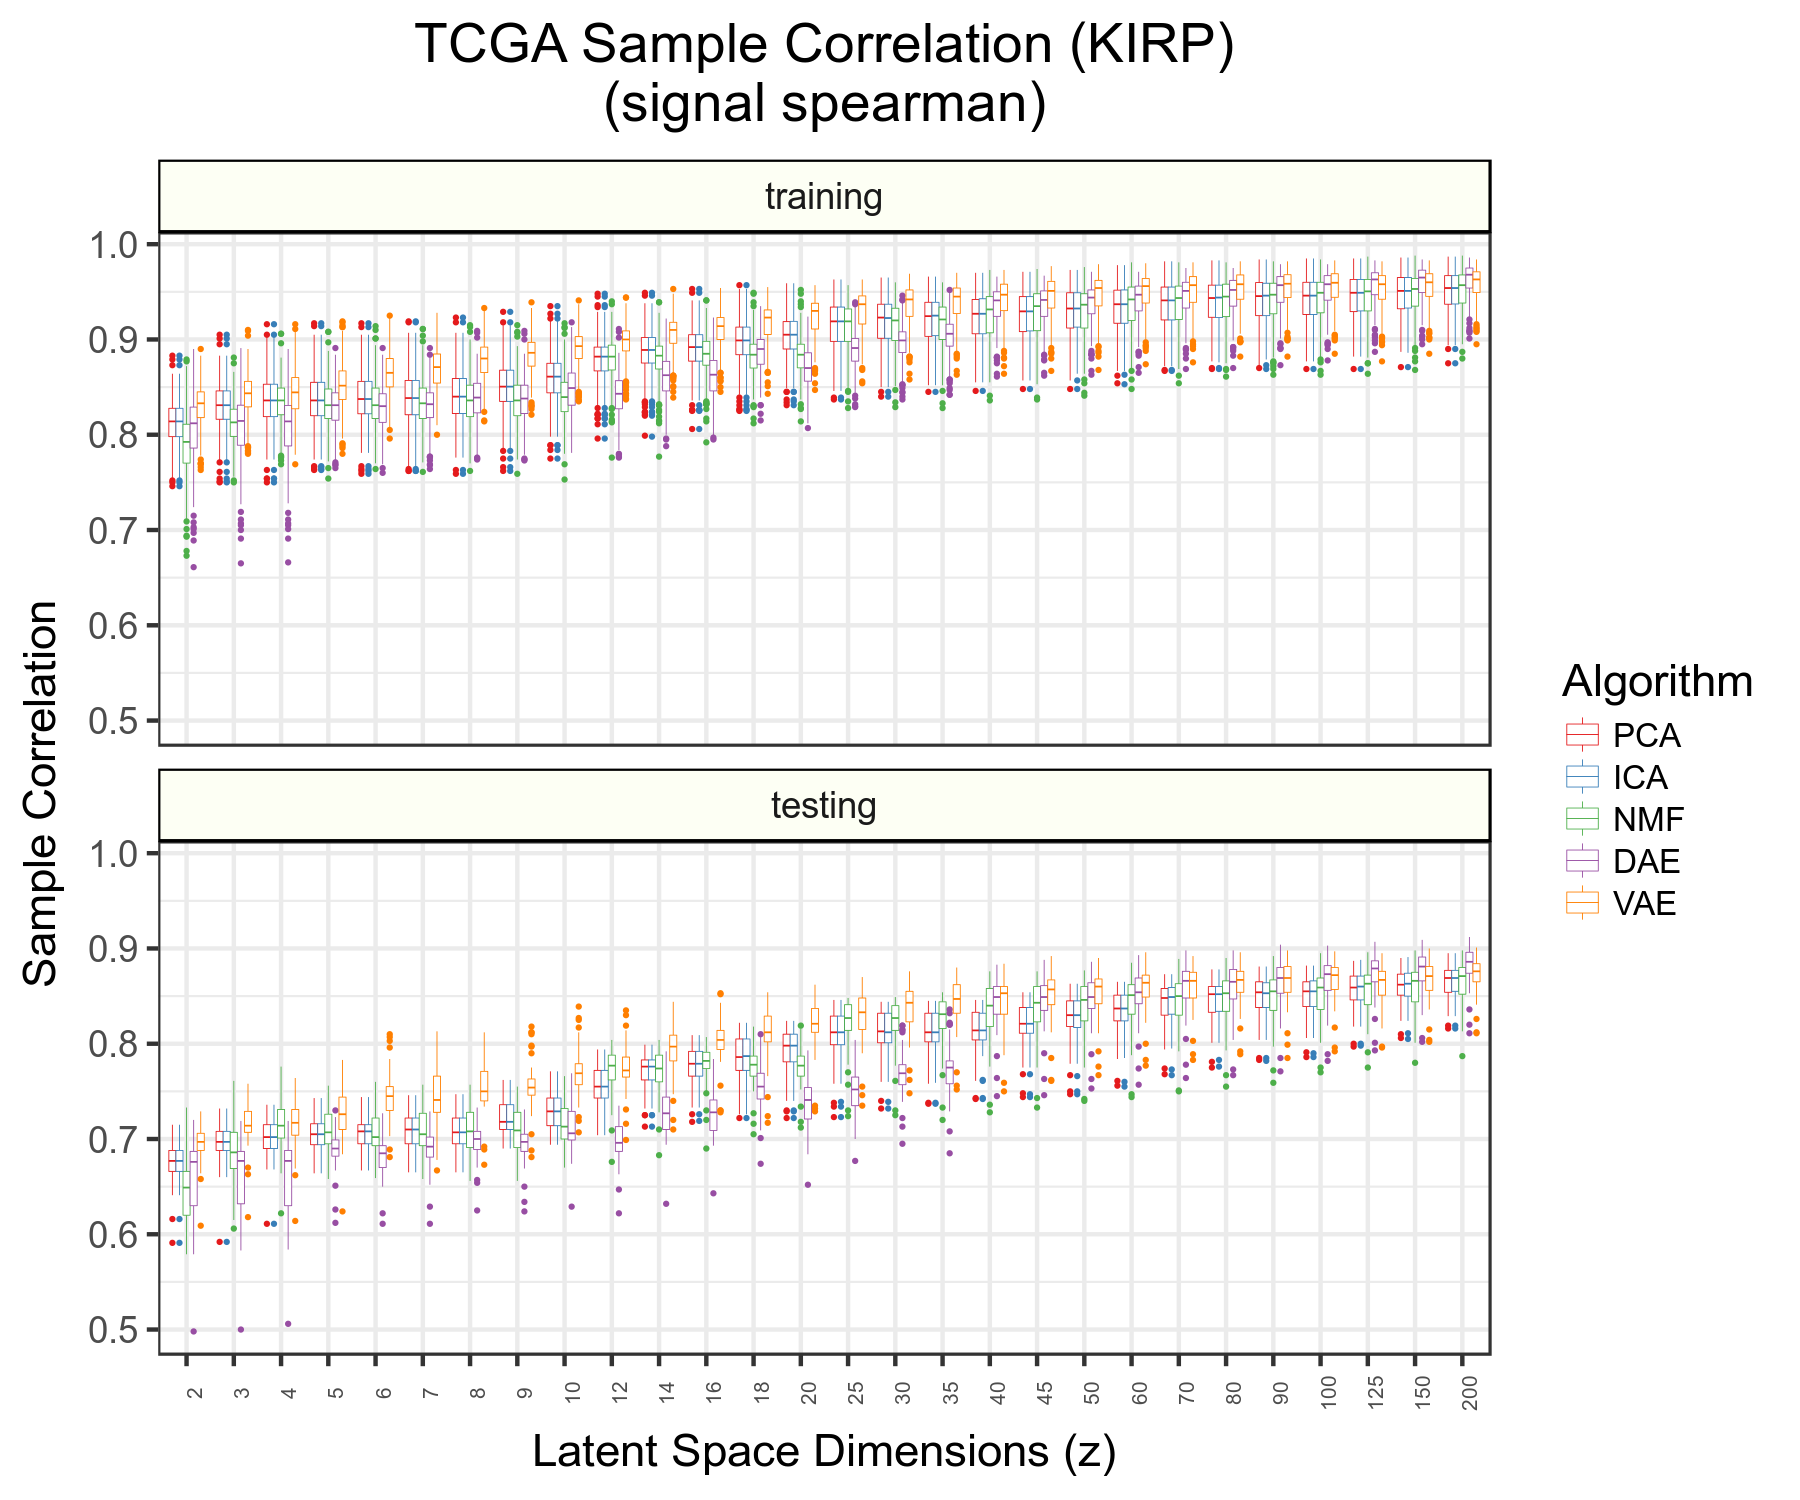 TCGA Sample Correlation (KIRP)
(signal spearman)
training
1.0
0.9
0.8
0.7
0.6
0.5
testing
1.0
0.9
0.8
0.7
0.6
0.5
Sample Correlation
2 3 4 5 6 7 8 9 10 12 14 16 18 20 25 30 35 40 45 50 60 70 80 90 100 125 150 200
Latent Space Dimensions (z)
Algorithm
PCA
ICA
NMF
DAE
VAE